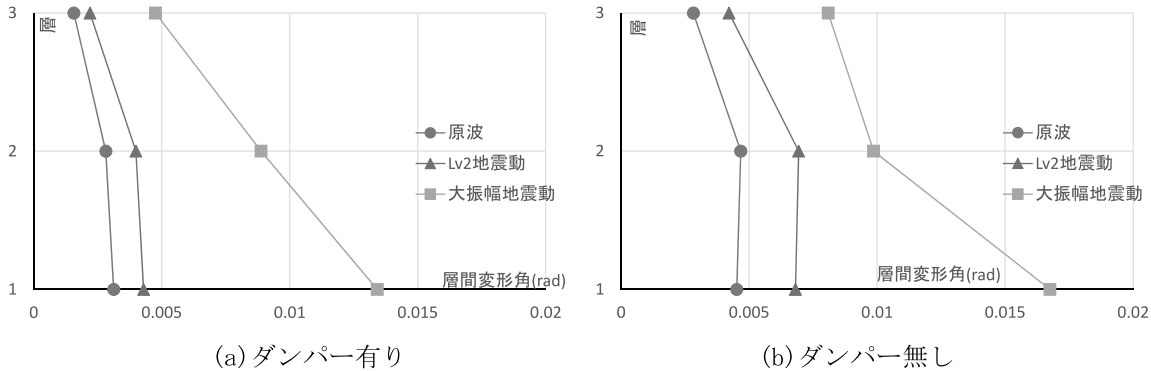 3
層
2
1
0
0.005
0.01
0.015
0.02
原波
Lv2地震動
大振幅地震動
層間変形角(rad)
(a)ダンパー有り
3
層
2
1
0
0.005
0.01
0.015
0.02
原波
Lv2地震動
大振幅地震動
層間変形角(rad)
(b)ダンパー無し